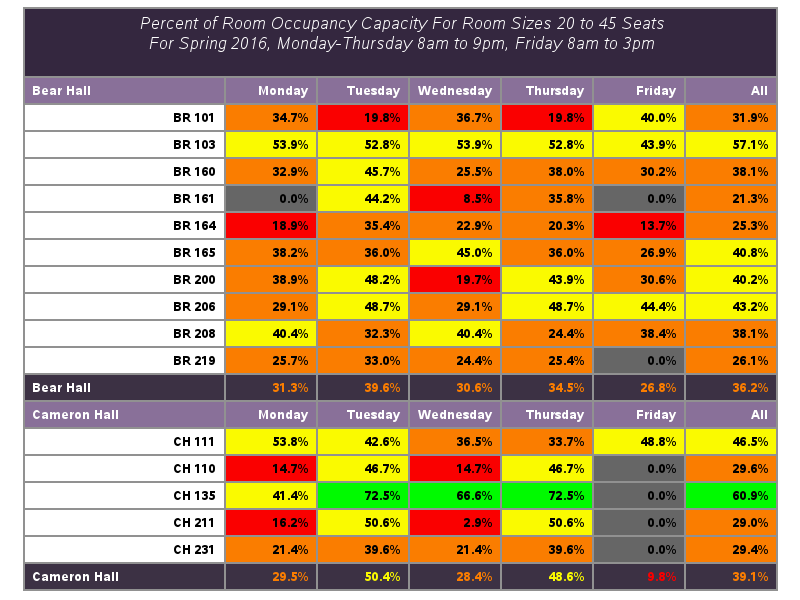 Percent of Room Occupancy Capacity For Room Sizes 20 to 45 Seats
For Spring 2016, Monday-Thursday 8am to 9pm, Friday 8am to 3pm
Bear Hall Monday Tuesday Wednesday Thursday Friday All
BR 101 34.7% 19.8% 36.7% 19.8% 40.0% 31.9%
BR 103 53.9% 52.8% 53.9% 52.8% 43.9% 57.1%
BR 160 32.9% 45.7% 25.5% 38.0% 30.2% 38.1%
BR 161 0.0% 44.2% 8.5% 35.8% 0.0% 21.3%
BR 164 18.9% 35.4% 22.9% 20.3% 13.7% 25.3%
BR 165 38.2% 36.0% 45.0% 36.0% 26.9% 40.8%
BR 200 38.9% 48.2% 19.7% 43.9% 30.6% 40.2%
BR 206 29.1% 48.7% 29.1% 48.7% 44.4% 43.2%
BR 208 40.4% 32.3% 40.4% 24.4% 38.4% 38.1%
BR 219 25.7% 33.0% 24.4% 25.4% 0.0% 26.1%
Bear Hall 31.3% 39.6% 30.6% 34.5% 26.8% 36.2%
Cameron Hall Monday Tuesday Wednesday Thursday Friday All
CH 111 53.8% 42.6% 36.5% 33.7% 48.8% 46.5%
CH 110 14.7% 46.7% 14.7% 46.7% 0.0% 29.6%
CH 135 41.4% 72.5% 66.6% 72.5% 0.0% 60.9%
CH 211 16.2% 50.6% 2.9% 50.6% 0.0% 29.0%
CH 231 21.4% 39.6% 21.4% 39.6% 0.0% 29.4%
Cameron Hall 29.5% 50.4% 28.4% 48.6% 9.8% 39.1%